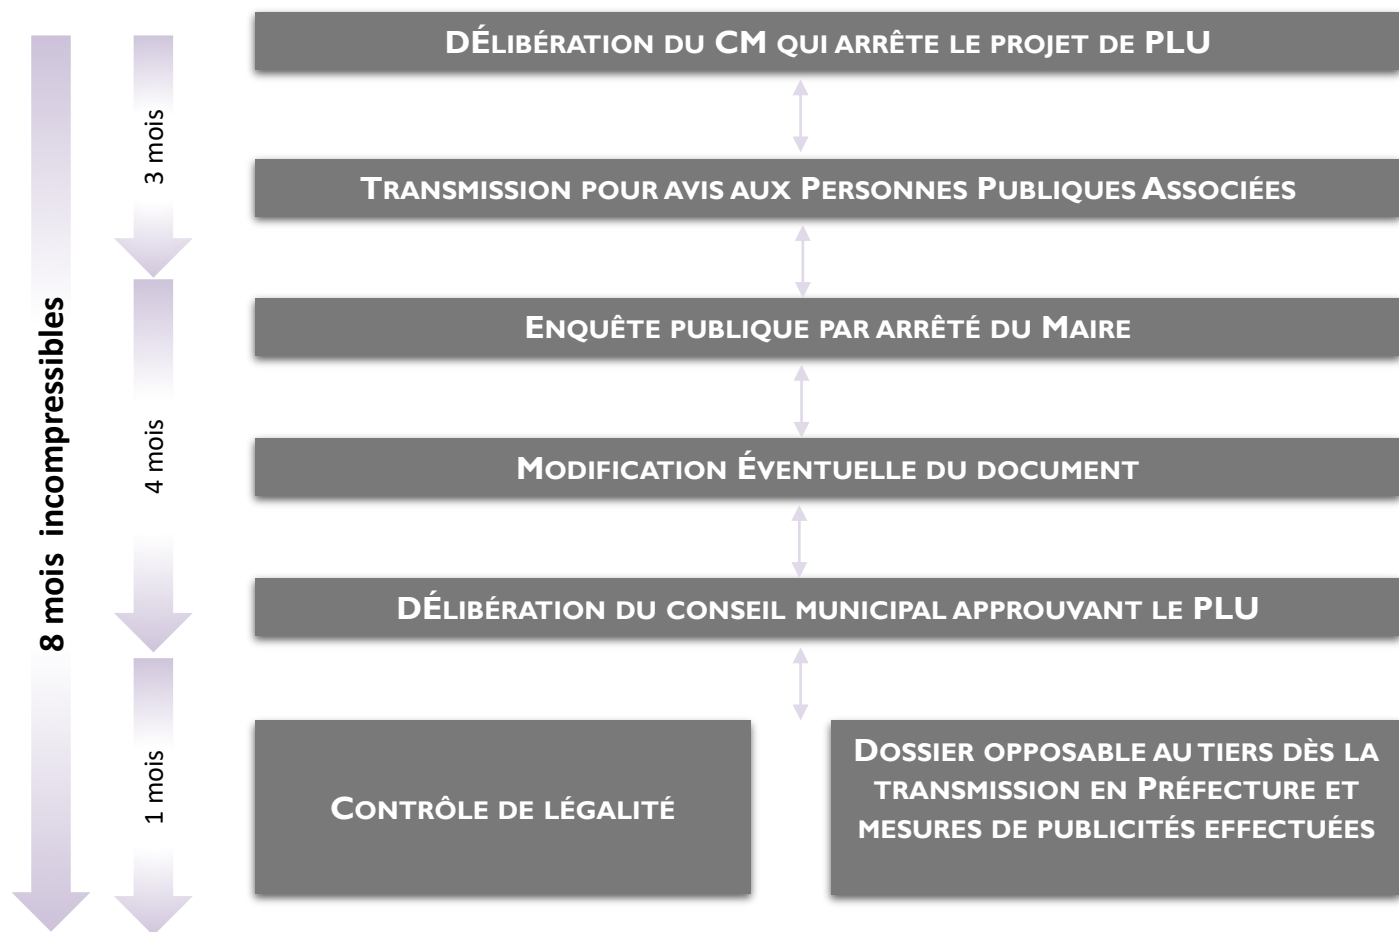 DÉLIBÉRATION DU CM QUI ARRÊTE LE PROJET DE PLU
3 mois
TRANSMISSION POUR AVIS AUX PERSONNES PUBLIQUES ASSOCIÉES
ENQUÊTE PUBLIQUE PAR ARRÊTÉ DU MAIRE
8 mois incompressibles
4 mois
MODIFICATION ÉVENTUELLE DU DOCUMENT
DÉLIBÉRATION DU CONSEIL MUNICIPAL APPROUVANT LE PLU
1 mois
CONTRÔLE DE LÉGALITÉ
DOSSIER OPPOSABLE AU TIERS DÈS LA
TRANSMISSION EN PRÉFECTURE ET
MESURES DE PUBLICITÉS EFFECTUÉES